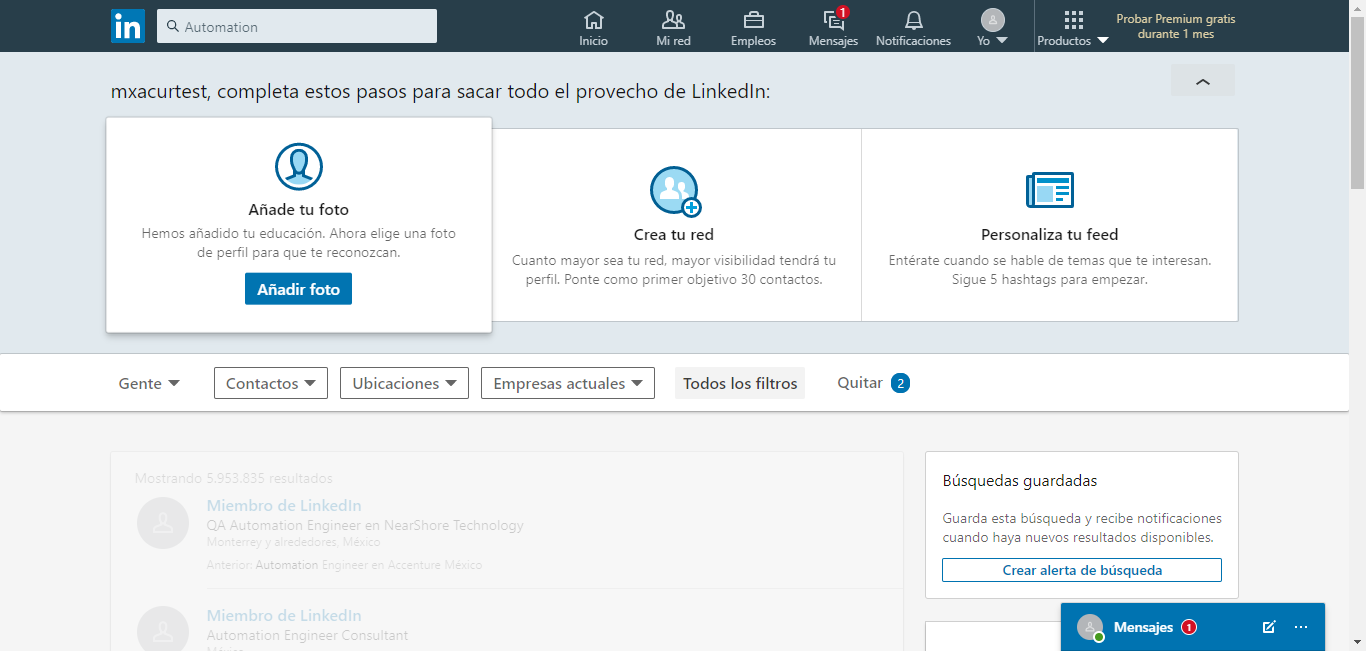 in
Automation
Inicio
Mi red
Empleos
1
Mensajes
Notificaciones
Yo
Productos
Probar Premium gratis
durante 1 mes
mxacurtest, completa estos pasos para sacar todo el provecho de LinkedIn:
Añade tu foto
Hemos añadido tu educación. Ahora elige una foto
de perfil para que te reconozcan.
Añadir foto
Crea tu red
Cuanto mayor sea tu red, mayor visibilidad tendrá tu
perfil. Ponte como primer objetivo 30 contactos.
Personaliza tu feed
Entérate cuando se hable de temas que te interesan.
Sigue 5 hashtags para empezar.
Gente
Contactos
Ubicaciones
Empresas actuales
Todos los filtros
Quitar 2
Mostrando 5.953.835 resultados
Miembro de LinkedIn
QA Automation Engineer en NearShore Technology
Monterrey y alrededores, México
Anterior: Automation Engineer en Accenture México
Miembro de LinkedIn
Automation Engineer Consultant
México
Búsquedas guardadas
Guarda esta búsqueda y recibe notificaciones
cuando haya nuevos resultados disponibles.
Crear alerta de búsqueda
Mensajes 1